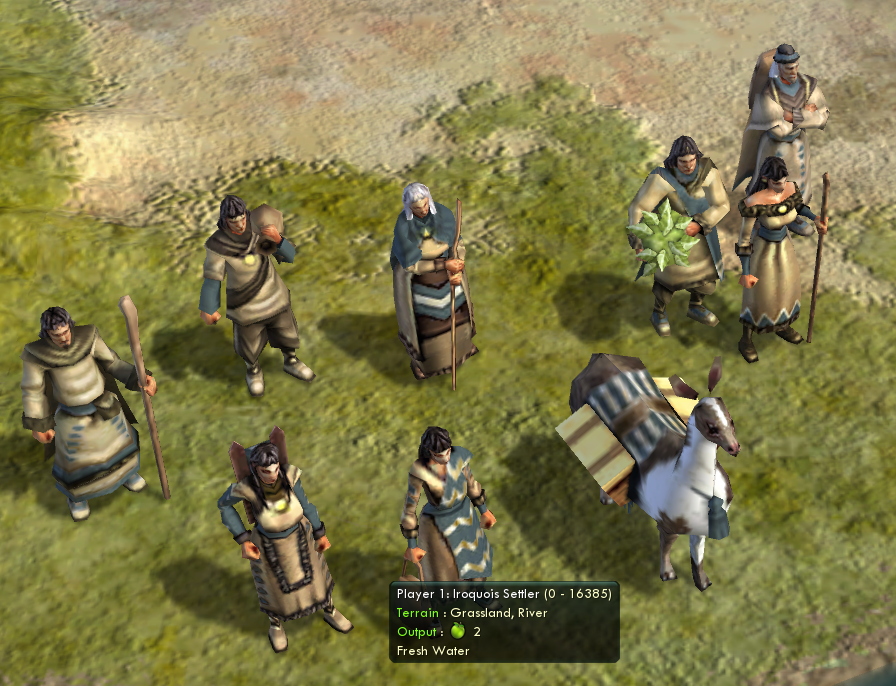 Player 1: Iroquois Settler (0 - 16385)
Terrain : Grassland, River
Output : 2
Fresh Water